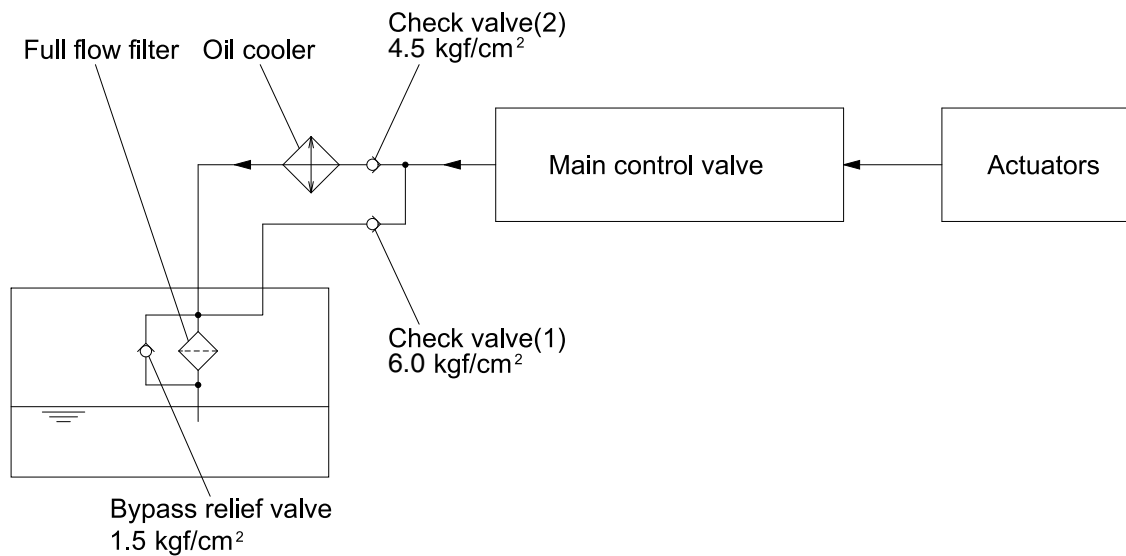 Check valve(2)
4.5 kgf/cm²
Full flow filter
Oil cooler
Main control valve
Actuators
Check valve(1)
6.0 kgf/cm²
Bypass relief valve
1.5 kgf/cm²